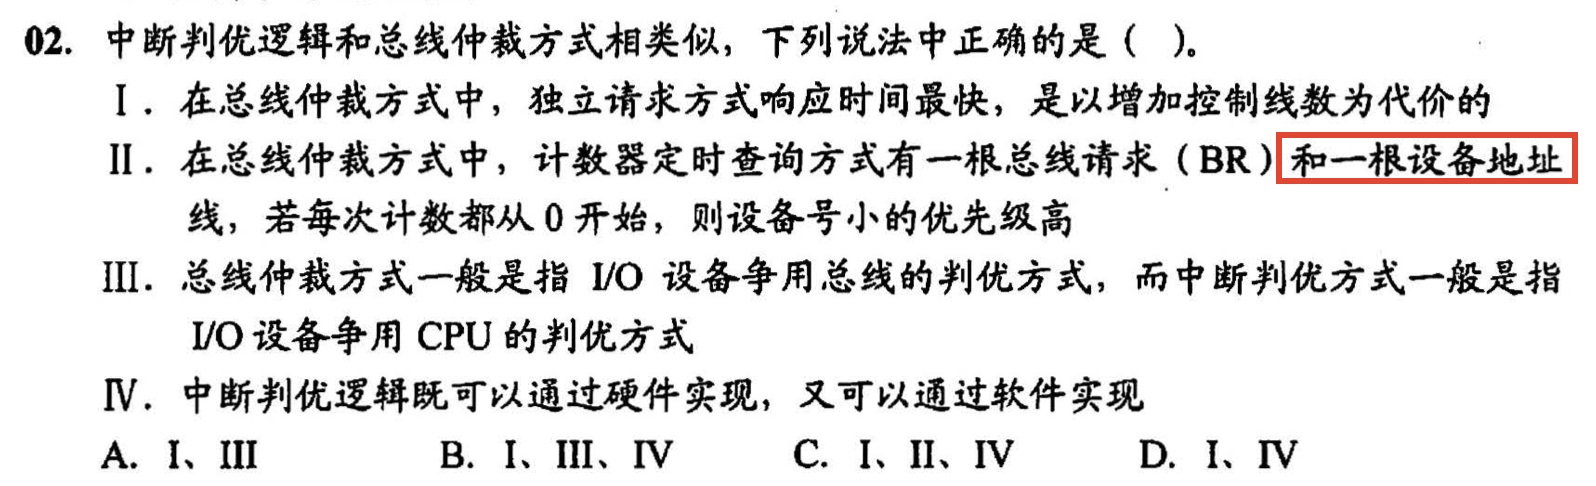 02. 中断判优逻辑和总线仲裁方式相类似，下列说法中正确的是（ ）。
Ⅰ. 在总线仲裁方式中，独立请求方式响应时间最快，是以增加控制线数为代价的
Ⅱ. 在总线仲裁方式中，计数器定时查询方式有一根总线请求（BR）和一根设备地址
线，若每次计数都从 0 开始，则设备号小的优先级高
Ⅲ. 总线仲裁方式一般是指 I/O 设备争用总线的判优方式，而中断判优方式一般是指
I/O 设备争用 CPU 的判优方式
Ⅳ. 中断判优逻辑既可以通过硬件实现，又可以通过软件实现
A. Ⅰ、Ⅲ B. Ⅰ、Ⅲ、Ⅳ C. Ⅰ、Ⅱ、Ⅳ D. Ⅰ、Ⅳ